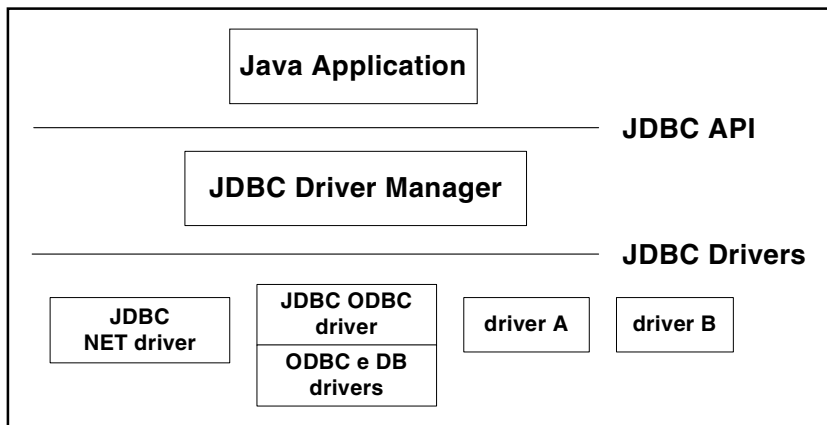 Java Application
JDBC API
JDBC Driver Manager
JDBC Drivers
JDBC
NET driver
JDBC ODBC
driver
ODBC e DB
drivers
driver A
driver B